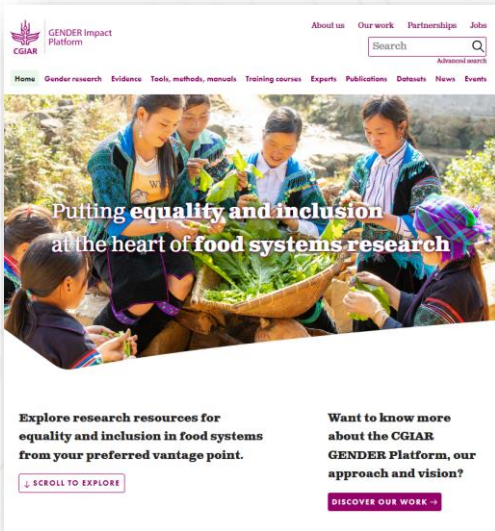 GENDER Impact
Platform
CGIAR
About us Our work Partnerships Jobs
Search
Advanced search
Home Gender research Evidence Tools, methods, manuals Training courses Experts Publications Datasets News Events
Putting equality and inclusion
at the heart of food systems research
Explore research resources for
equality and inclusion in food systems
from your preferred vantage point.
↓ SCROLL TO EXPLORE
Want to know more
about the CGIAR
GENDER Platform, our
approach and vision?
DISCOVER OUR WORK →